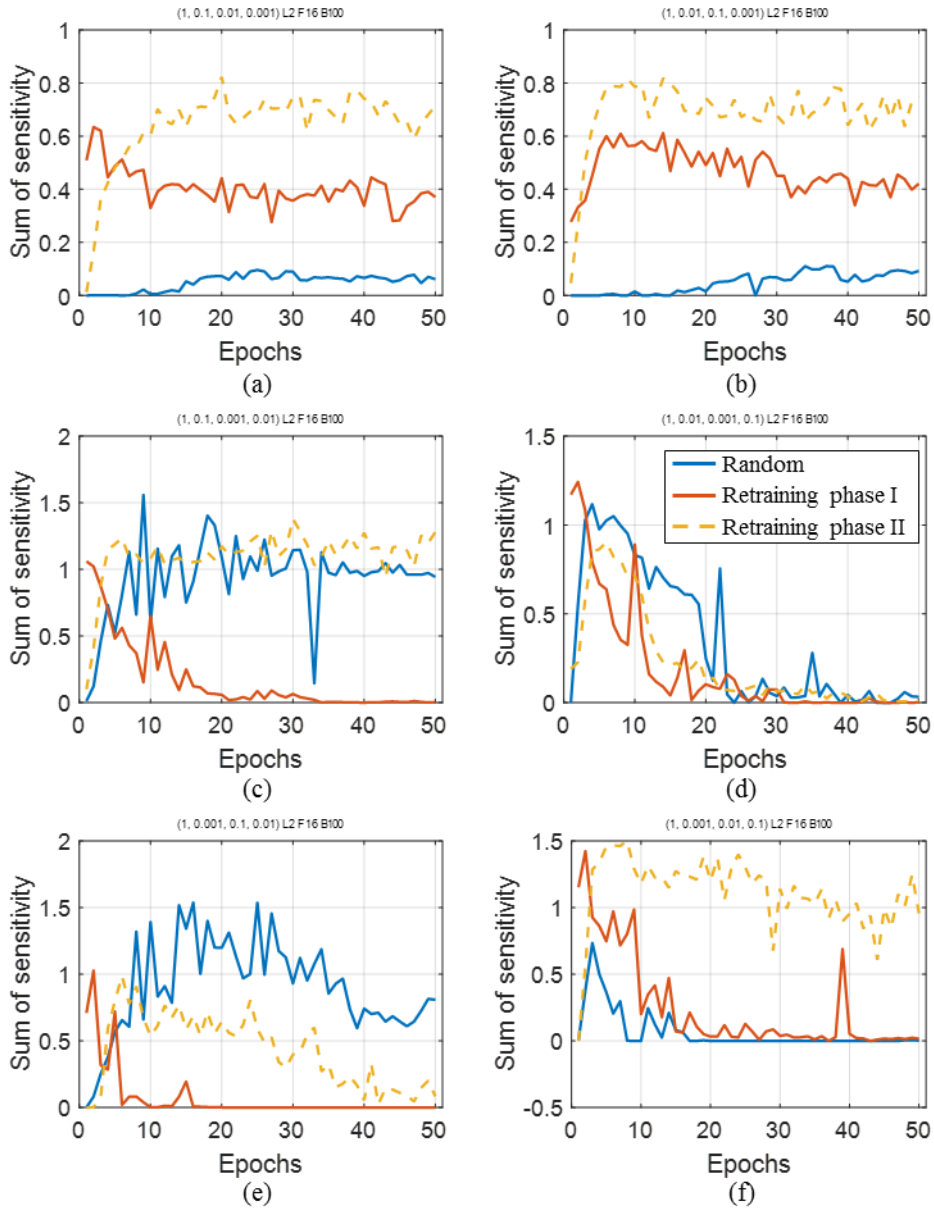 (1, 0.1, 0.01, 0.001) L2 F16 B100
1
0.8
0.6
0.4
0.2
0
Sum of sensitivity
0 10 20 30 40 50
Epochs
(a)
(1, 0.01, 0.1, 0.001) L2 F16 B100
1
0.8
0.6
0.4
0.2
0
Sum of sensitivity
0 10 20 30 40 50
Epochs
(b)
(1, 0.1, 0.001, 0.01) L2 F16 B100
2
1.5
1
0.5
0
Sum of sensitivity
0 10 20 30 40 50
Epochs
(c)
(1, 0.01, 0.001, 0.1) L2 F16 B100
1.5
1
0.5
0
Sum of sensitivity
Random
Retraining phase I
Retraining phase II
0 10 20 30 40 50
Epochs
(d)
(1, 0.001, 0.1, 0.01) L2 F16 B100
2
1.5
1
0.5
0
Sum of sensitivity
0 10 20 30 40 50
Epochs
(e)
(1, 0.001, 0.01, 0.1) L2 F16 B100
1.5
1
0.5
0
-0.5
Sum of sensitivity
0 10 20 30 40 50
Epochs
(f)